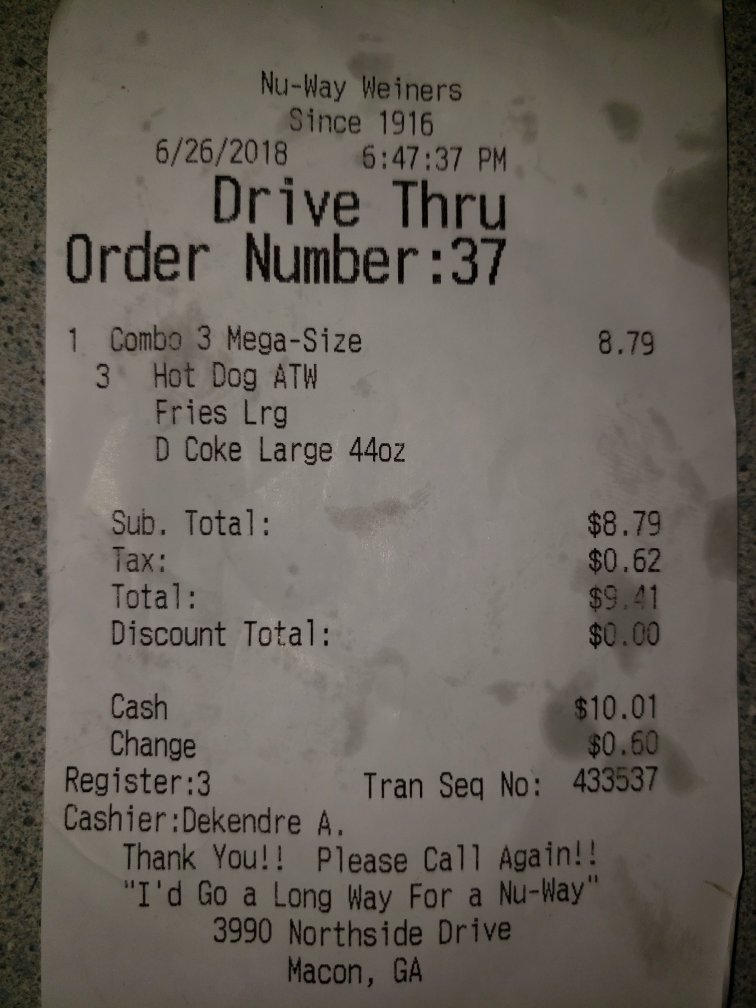 Nu-Way Weiners
Since 1916
6/26/2018 6:47:37 PM
Drive Thru
Order Number:37
1 Combo 3 Mega-Size 8.79
3 Hot Dog ATW
Fries Lrg
D Coke Large 44oz
Sub. Total: $8.79
Tax: $0.62
Total: $9.41
Discount Total: $0.00
Cash $10.01
Change $0.60
Register:3 Tran Seq No: 433537
Cashier:Dekendre A.
Thank You!! Please Call Again!!
"I'd Go a Long Way For a Nu-Way"
3990 Northside Drive
Macon, GA